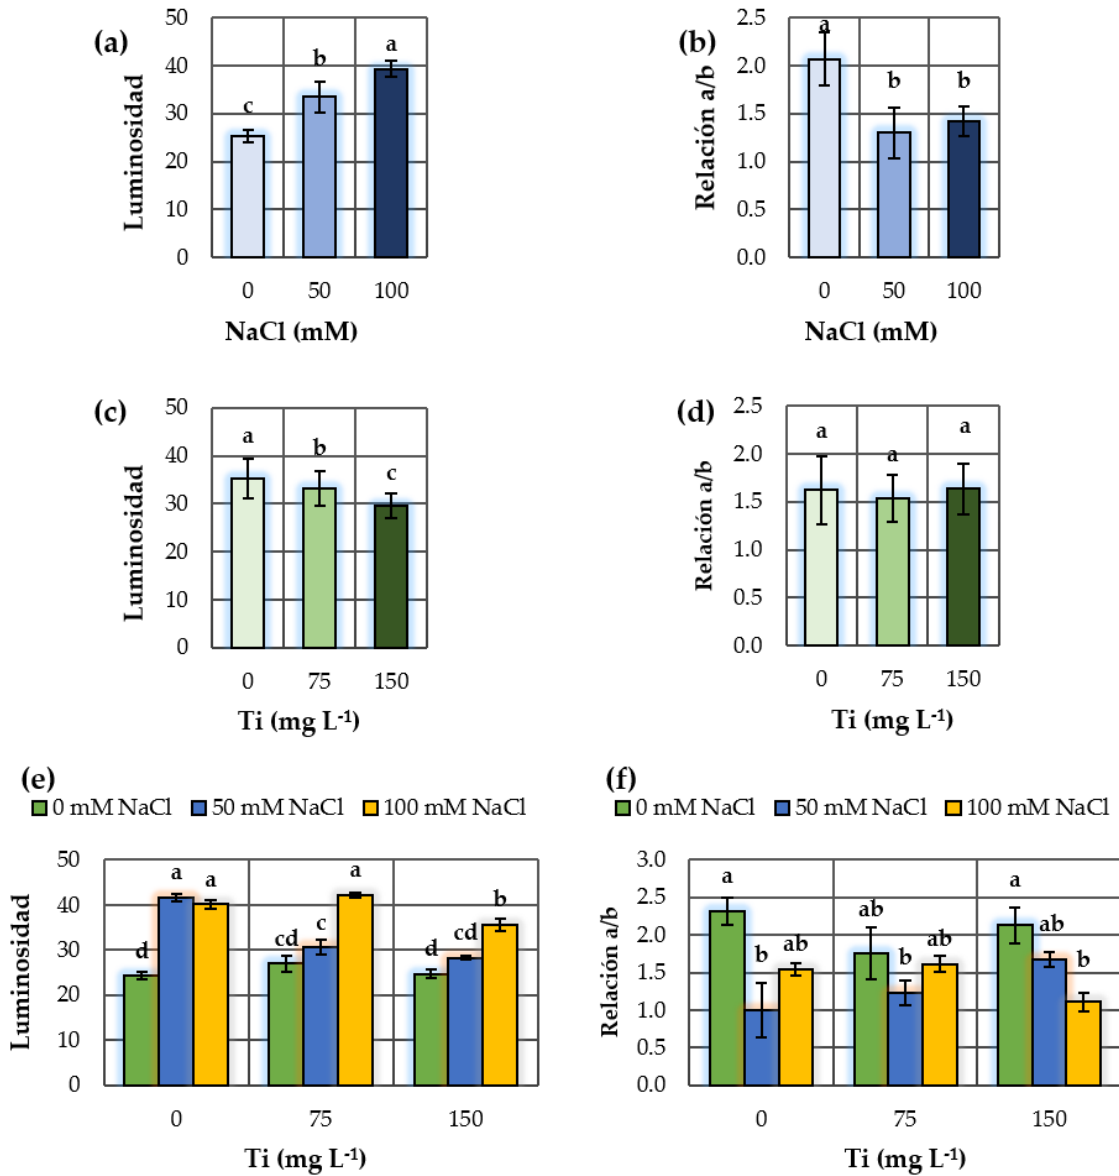 (a)
Luminosidad
50
40
30
20
10
0
c
b
a
0 50 100
NaCl (mM)
(b)
Relación a/b
2.5
2.0
1.5
1.0
0.5
0.0
a
b
b
0 50 100
NaCl (mM)
(c)
Luminosidad
50
40
30
20
10
0
a
b
c
0 75 150
Ti (mg L-1)
(d)
Relación a/b
2.5
2.0
1.5
1.0
0.5
0.0
a
a
a
0 75 150
Ti (mg L-1)
(e)
0 mM NaCl 50 mM NaCl 100 mM NaCl
Luminosidad
50
40
30
20
10
0
d a a
cd c a
d cd b
0 75 150
Ti (mg L-1)
(f)
0 mM NaCl 50 mM NaCl 100 mM NaCl
Relación a/b
3.0
2.5
2.0
1.5
1.0
0.5
0.0
a b ab
ab b ab
a ab b
0 75 150
Ti (mg L-1)